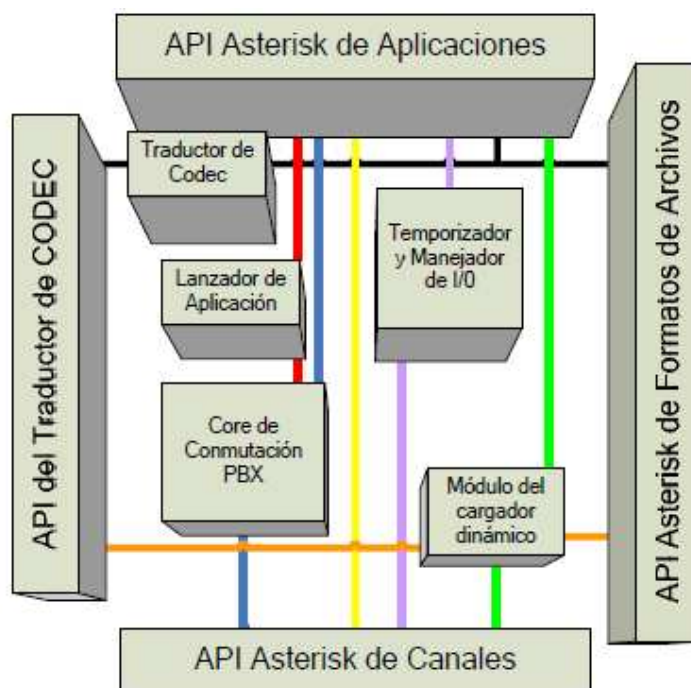 API Asterisk de Aplicaciones
API del Traductor de CODEC
Traductor de
Codec
Lanzador de
Aplicación
Core de
Conmutación
PBX
Temporizador
y Manejador
de I/0
Módulo del
cargador
dinámico
API Asterisk de Formatos de Archivos
API Asterisk de Canales